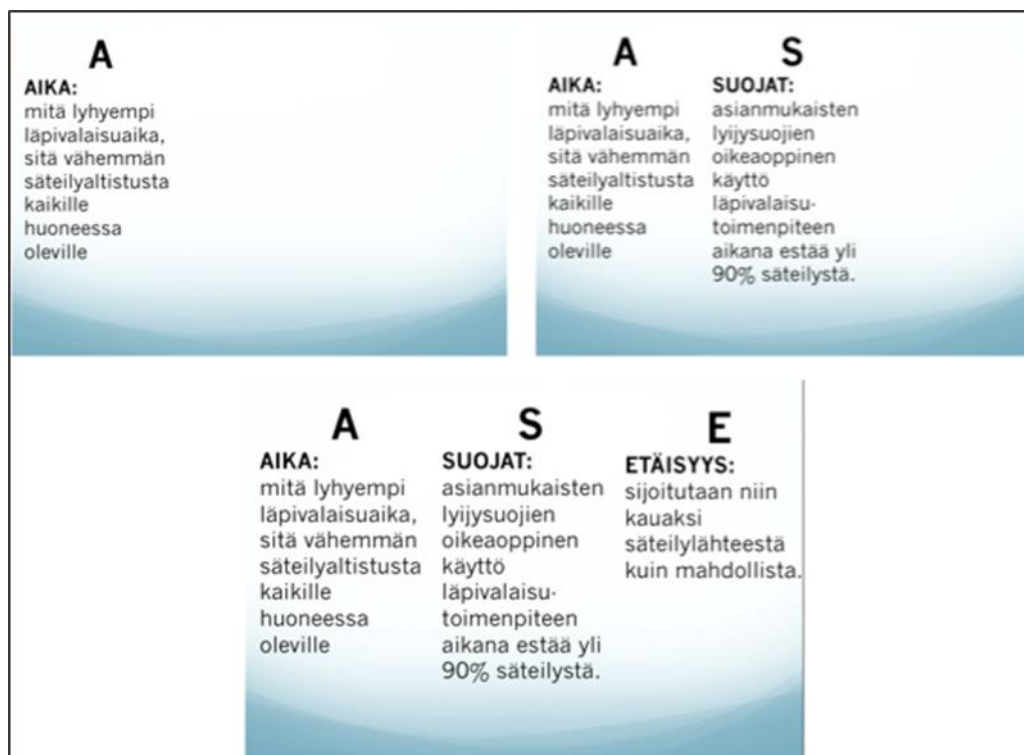 A
AIKA:
mitä lyhyempi
läpivalaisuaika,
sitä vähemmän
säteilyaltistusta
kaikille
huoneessa
oleville
A
AIKA:
mitä lyhyempi
läpivalaisuaika,
sitä vähemmän
säteilyaltistusta
kaikille
huoneessa
oleville
S
SUOJAT:
asianmukaisten
lyijysuojien
oikeaoppinen
käyttö
läpivalaisu-
toimenpiteen
aikana estää yli
90% säteilystä.
A
AIKA:
mitä lyhyempi
läpivalaisuaika,
sitä vähemmän
säteilyaltistusta
kaikille
huoneessa
oleville
S
SUOJAT:
asianmukaisten
lyijysuojien
oikeaoppinen
käyttö
läpivalaisu-
toimenpiteen
aikana estää yli
90% säteilystä.
E
ETÄISYYS:
sijoitutaan niin
kauaksi
säteilylähteestä
kuin mahdollista.